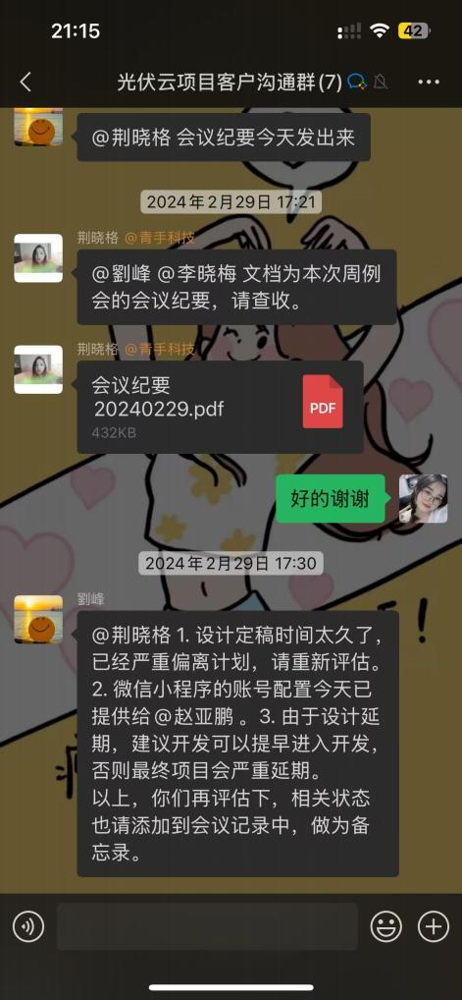 21:15
42
光伏云项目客户沟通群(7)
@荆晓格 会议纪要今天发出来
2024年2月29日 17:21
荆晓格 @青手科技
@劉峰 @李晓梅 文档为本次周例
会的会议纪要，请查收。
荆晓格 @青手科技
会议纪要
20240229.pdf
432KB
PDF
好的谢谢
2024年2月29日 17:30
劉峰
@荆晓格 1. 设计定稿时间太久了，
已经严重偏离计划，请重新评估。
2. 微信小程序的账号配置今天已
提供给@赵亚鹏 。3. 由于设计延
期，建议开发可以提早进入开发，
否则最终项目会严重延期。
以上，你们再评估下，相关状态
也请添加到会议记录中，做为备
忘录。